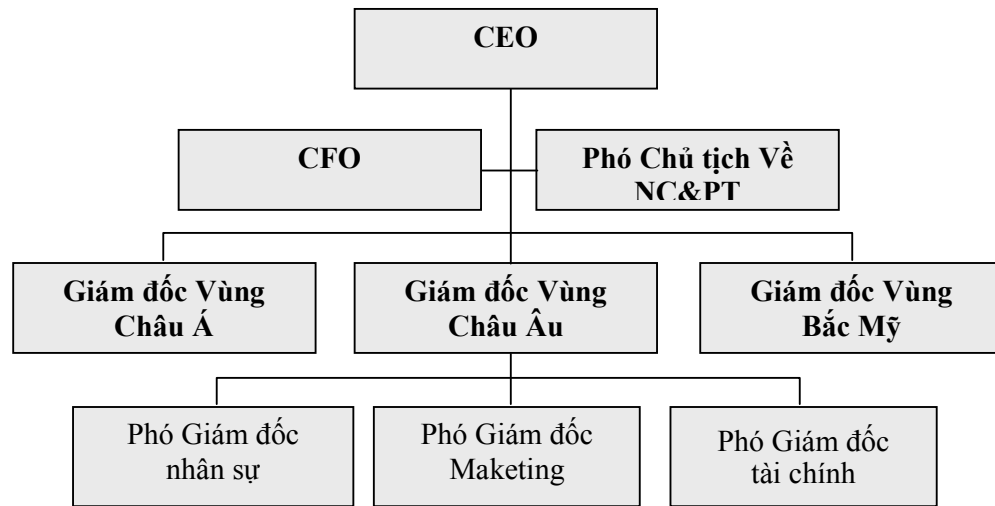 CEO
CFO
Phó Chủ tịch Về
NC&PT
Giám đốc Vùng
Châu Á
Giám đốc Vùng
Châu Âu
Giám đốc Vùng
Bắc Mỹ
Phó Giám đốc
nhân sự
Phó Giám đốc
Maketing
Phó Giám đốc
tài chính